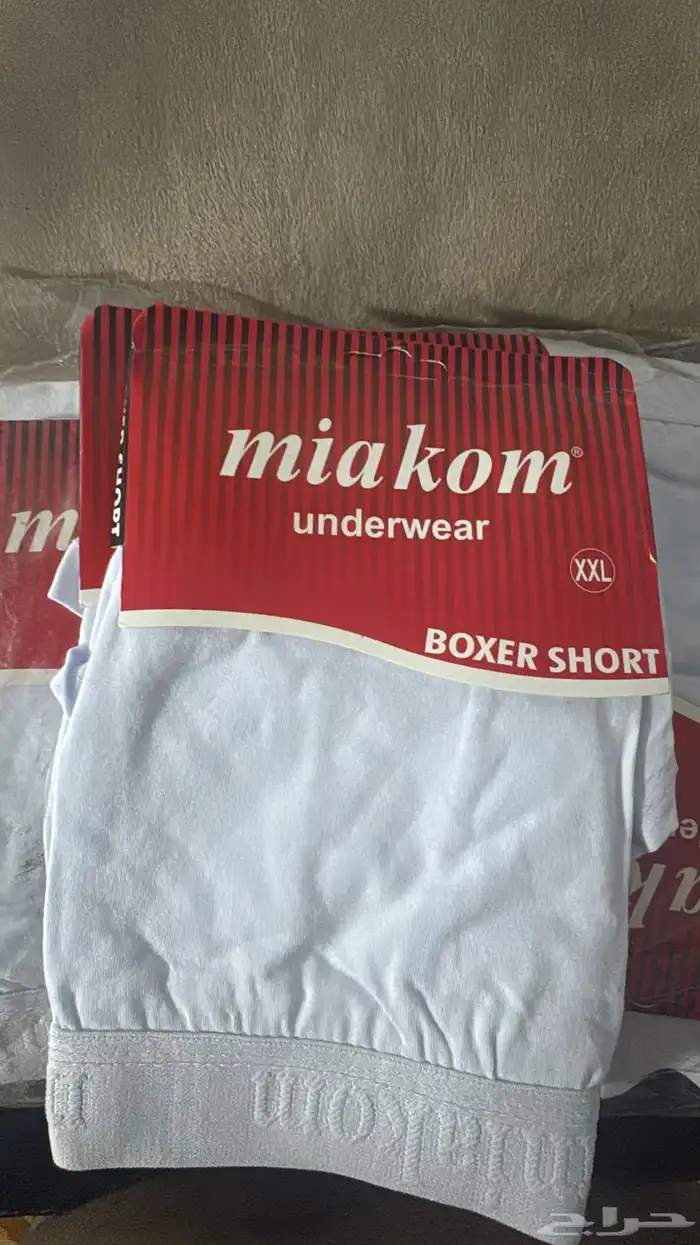 miakom®
underwear
XXL
BOXER SHORT
m
miakom
حراج